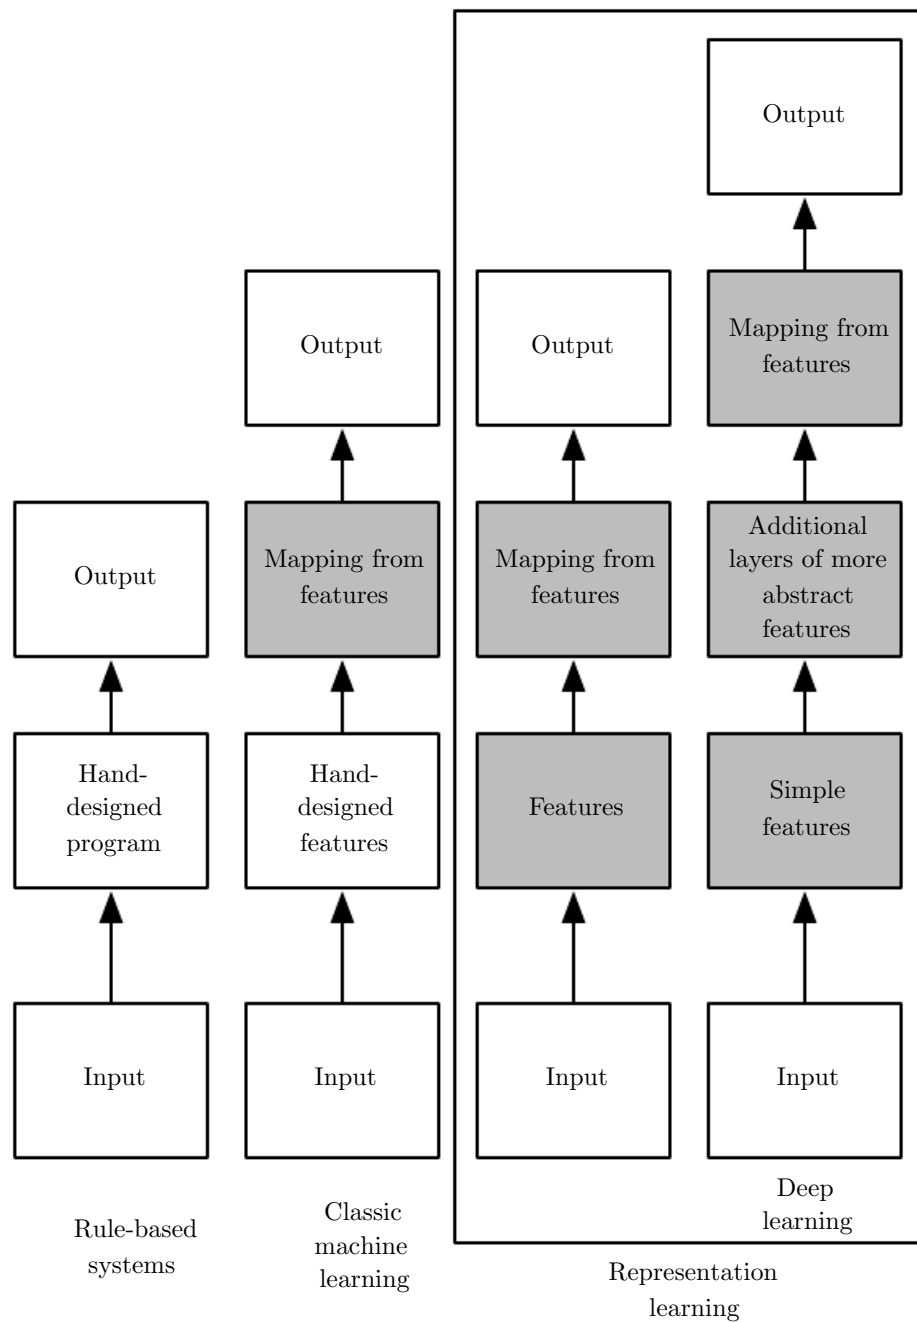 Output
Output
Output
Mapping from
features
Output
Mapping from
features
Mapping from
features
Additional
layers of more
abstract
features
Hand-
designed
program
Hand-
designed
features
Features
Simple
features
Input
Input
Input
Input
Rule-based
systems
Classic
machine
learning
Deep
learning
Representation
learning